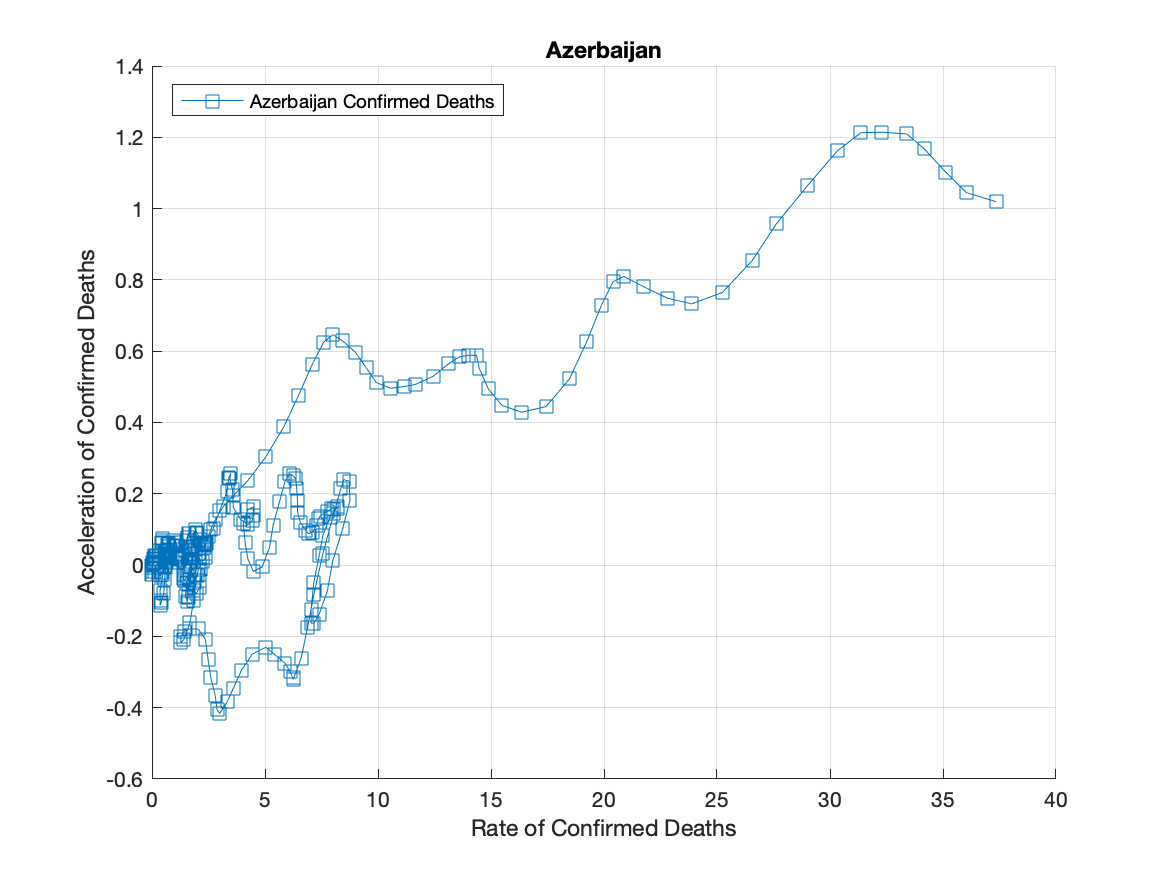 Azerbaijan
1.4
Azerbaijan Confirmed Deaths
1.2
1
0.8
0.6
0.4
0.2
0
-0.2
-0.4
-0.6
Acceleration of Confirmed Deaths
0 5 10 15 20 25 30 35 40
Rate of Confirmed Deaths